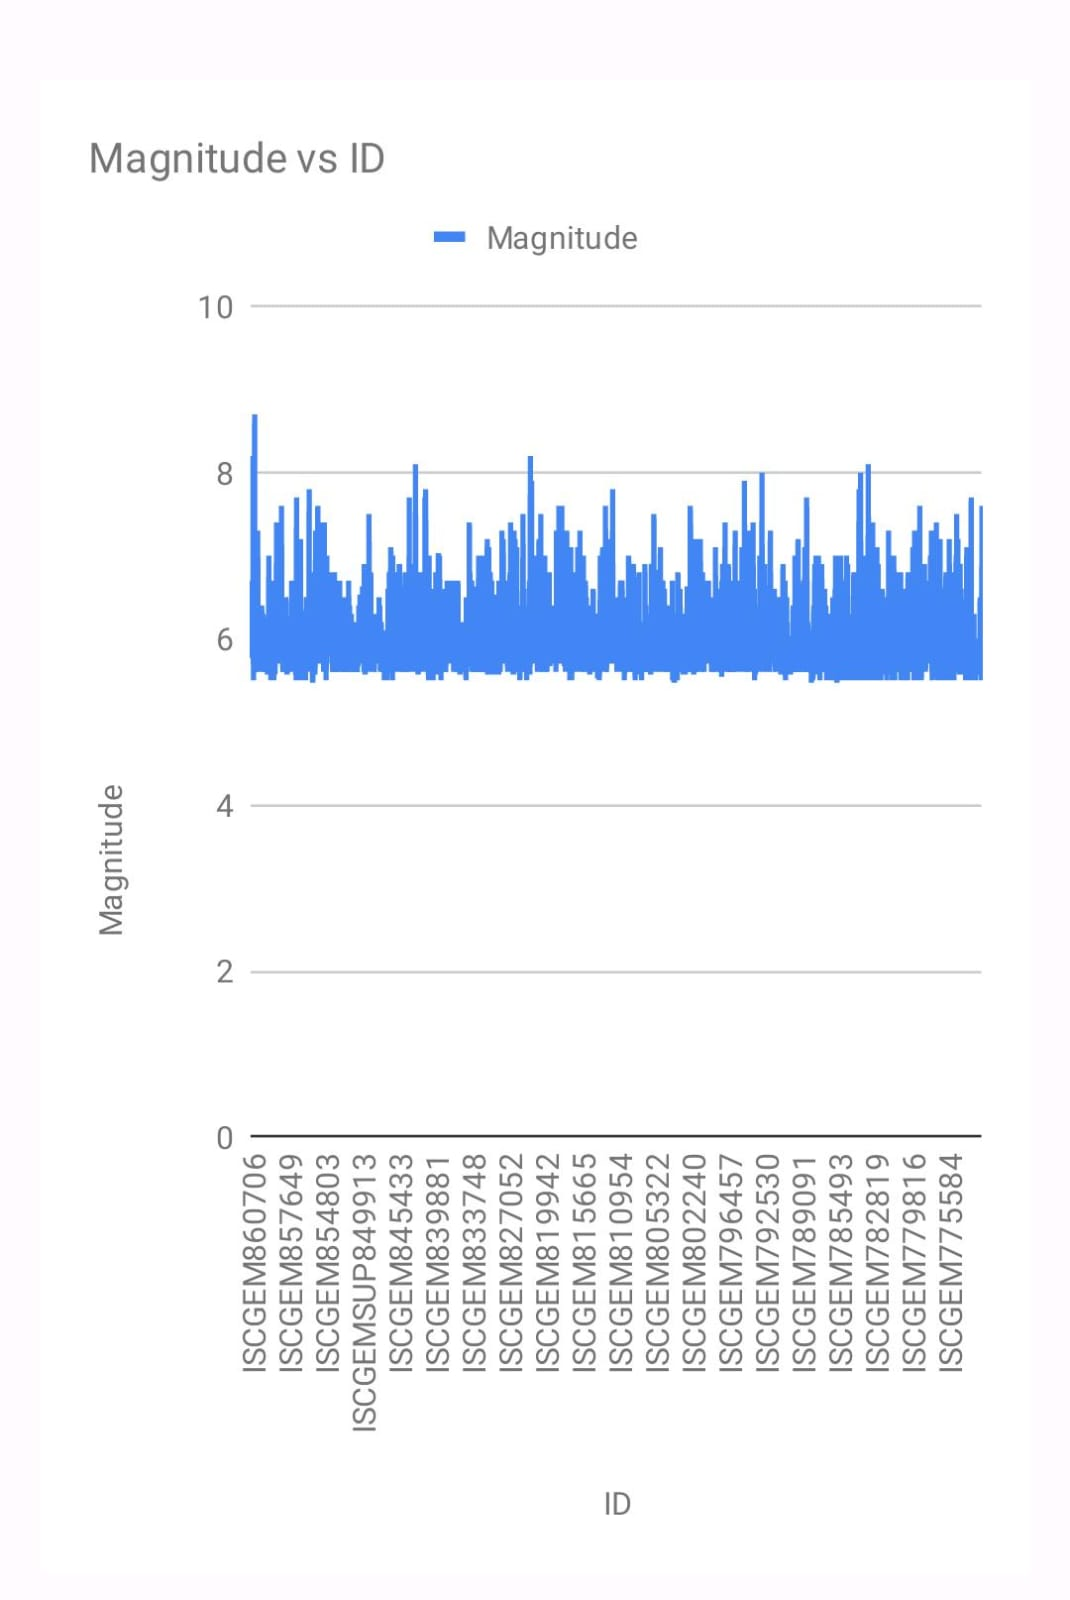 Magnitude vs ID
Magnitude
10
8
6
4
2
0
Magnitude
ISCGEM860706
ISCGEM857649
ISCGEM854803
ISCGEMSUP849913
ISCGEM845433
ISCGEM839881
ISCGEM833748
ISCGEM827052
ISCGEM819942
ISCGEM815665
ISCGEM810954
ISCGEM805322
ISCGEM802240
ISCGEM796457
ISCGEM792530
ISCGEM789091
ISCGEM785493
ISCGEM782819
ISCGEM779816
ISCGEM775584
ID